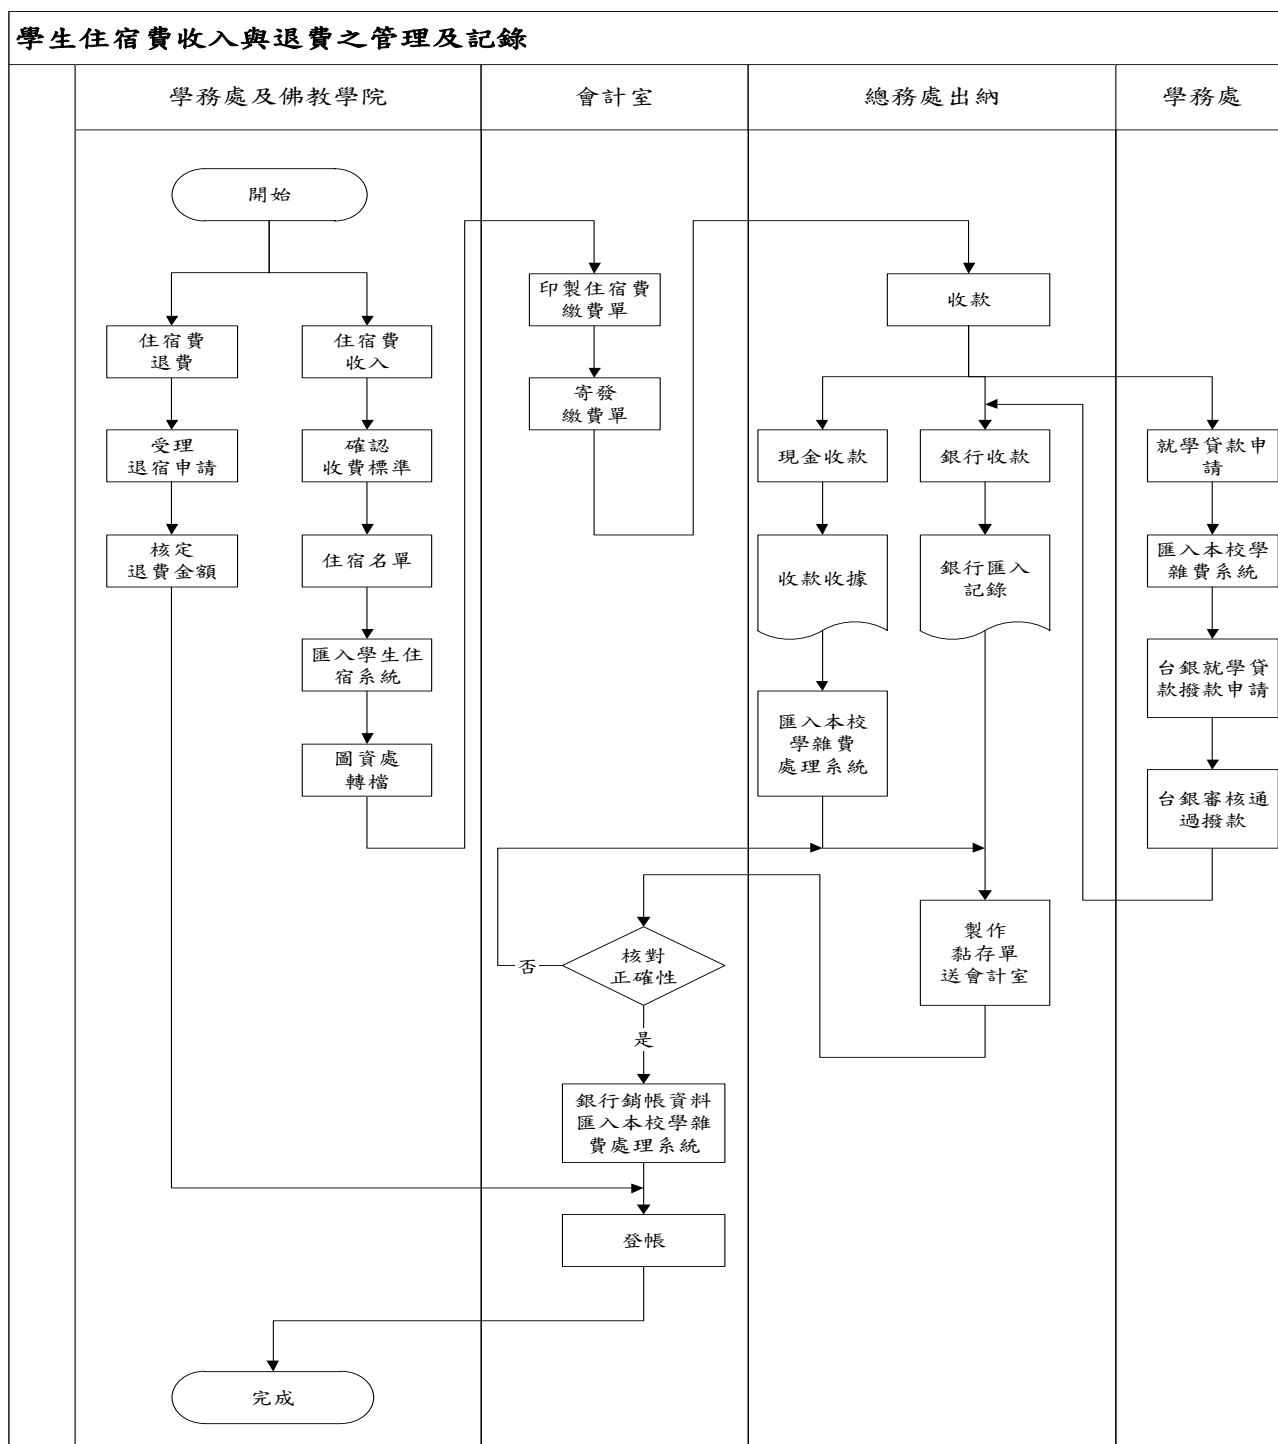 學生住宿費收入與退費之管理及記錄
學務處及佛教學院
會計室
總務處出納
學務處
開始
住宿費
退費
受理
退宿申請
核定
退費金額
住宿費
收入
確認
收費標準
住宿名單
匯入學生住
宿系統
圖資處
轉檔
印製住宿費
繳費單
寄發
繳費單
收款
現金收款
收款收據
匯入本校
學雜費
處理系統
銀行收款
銀行匯入
記錄
就學貸款申
請
匯入本校學
雜費系統
台銀就學貸
款撥款申請
台銀審核通
過撥款
製作
黏存單
送會計室
核對
正確性
否
是
銀行銷帳資料
匯入本校學雜
費處理系統
登帳
完成